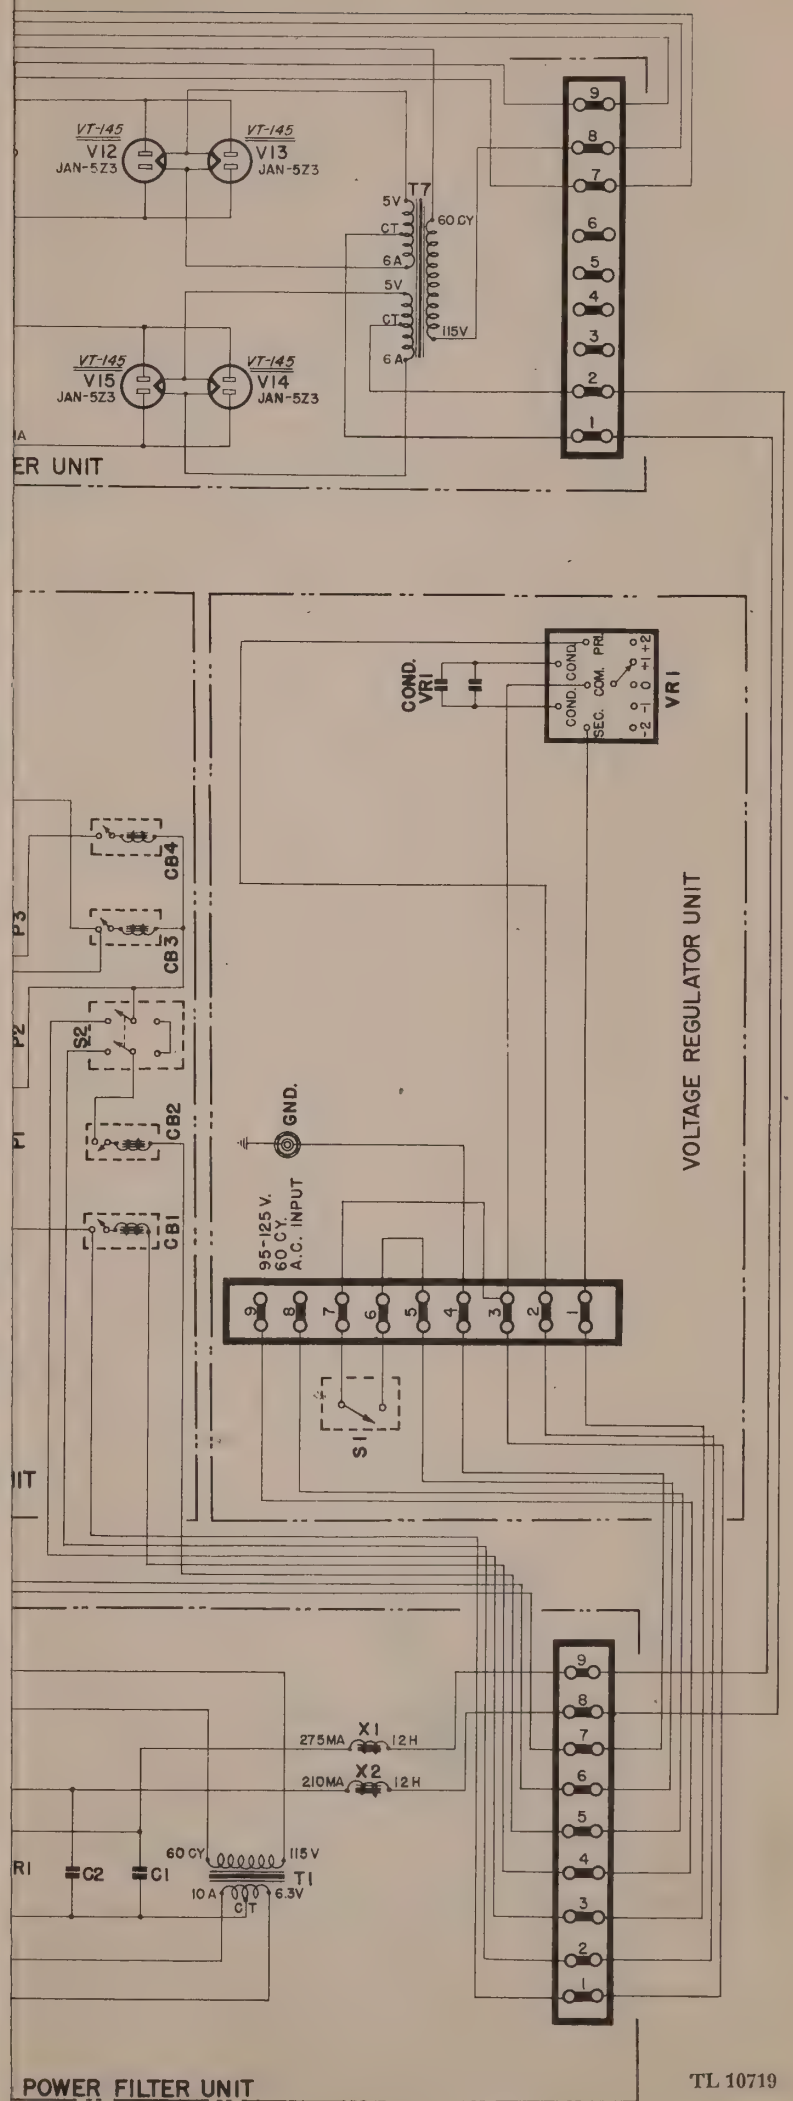 VT-145
V12
JAN-5Z3
VT-145
V13
JAN-5Z3
5V
T7
60 CY
CT
6A
5V
CT
115V
6A
VT-145
V15
JAN-5Z3
VT-145
V14
JAN-5Z3
9
8
7
6
5
4
3
2
1
ER UNIT
COND.
VR1
COND. COND.
SEC. COM. PRI.
-2 -1 0 +1 +2
VR1
CB4
CB3
P3
P2
S2
CB2
P1
CB1
GND.
95-125 V.
60 CY.
A.C. INPUT
VOLTAGE REGULATOR UNIT
9
8
7
6
5
4
3
2
1
S1
IT
275MA
X1
12H
210MA
X2
12H
60 CY
115V
T1
10A
CT
6.3V
R1
C2
C1
9
8
7
6
5
4
3
2
1
POWER FILTER UNIT
TL 10719